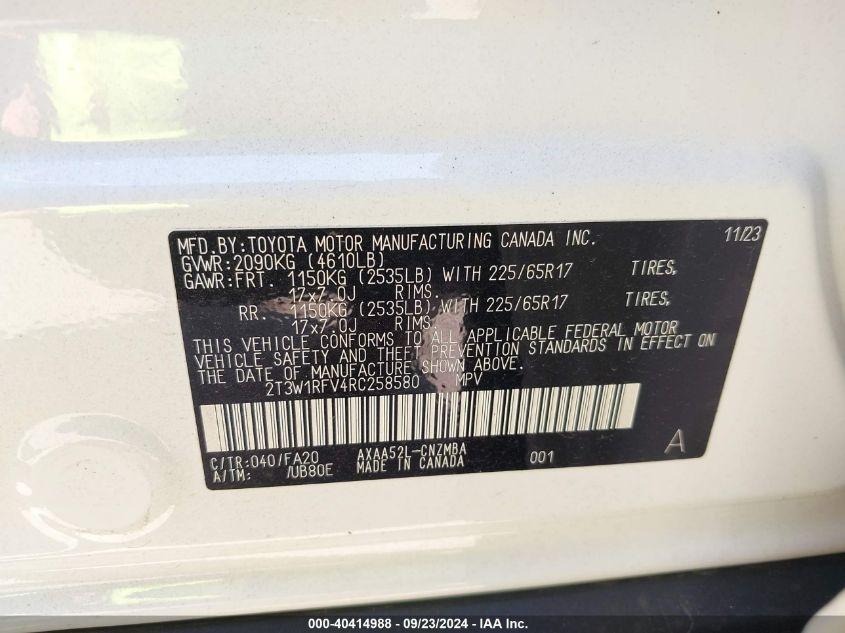 MFD.BY:TOYOTA MOTOR MANUFACTURING CANADA INC. 11/23
GVWR:2090KG (4610LB)
GAWR:FRT. 1150KG (2535LB) WITH 225/65R17 TIRES,
17x7.0J RIMS,
RR. 1150KG (2535LB) WITH 225/65R17 TIRES,
17x7.0J RIMS.
THIS VEHICLE CONFORMS TO ALL APPLICABLE FEDERAL MOTOR
VEHICLE SAFETY AND THEFT PREVENTION STANDARDS IN EFFECT ON
THE DATE OF MANUFACTURE SHOWN ABOVE.
2T3W1RFV4RC258580 MPV
C/TR:040/FA20 AXAA52L-CNZMBA
A/TM: /UB80E MADE IN CANADA 001 A
000-40414988 - 09/23/2024 - IAA Inc.